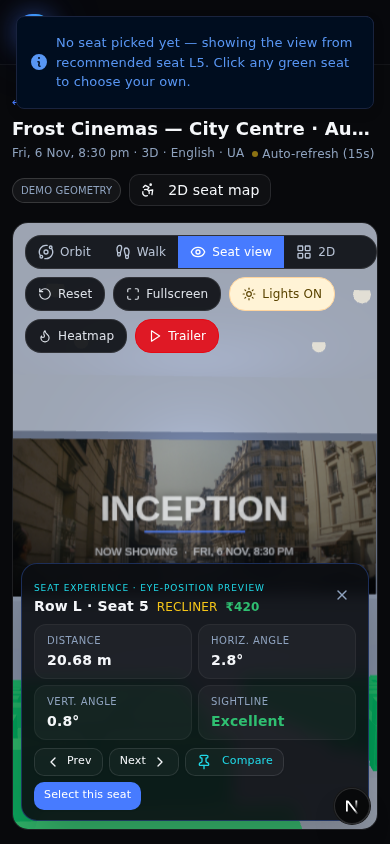 No seat picked yet — showing the view from
recommended seat L5. Click any green seat
to choose your own.
Frost Cinemas — City Centre · Au…
Fri, 6 Nov, 8:30 pm · 3D · English · UA
Auto-refresh (15s)
DEMO GEOMETRY
2D seat map
Orbit
Walk
Seat view
2D
Reset
Fullscreen
Lights ON
Heatmap
Trailer
INCEPTION
NOW SHOWING · FRI, 6 NOV, 8:30 PM
SEAT EXPERIENCE · EYE-POSITION PREVIEW
Row L · Seat 5 RECLINER ₹420
DISTANCE
20.68 m
HORIZ. ANGLE
2.8°
VERT. ANGLE
0.8°
SIGHTLINE
Excellent
Prev
Next
Compare
Select this seat
N